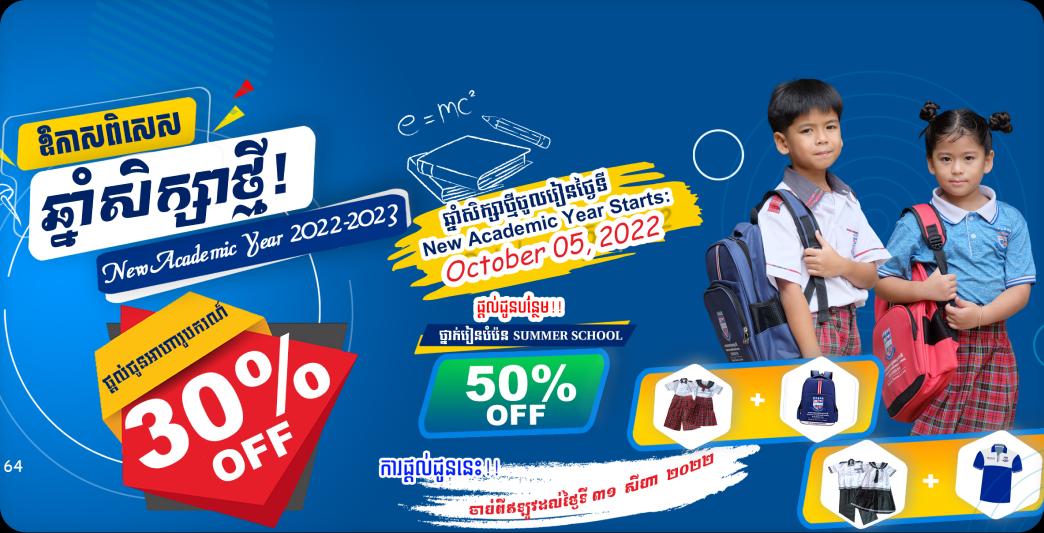 ឱកាសពិសេស
ឆ្នាំសិក្សាថ្មី!
New Academic Year 2022-2023
ផ្តល់ជូនអាហារូបករណ៍
30%
OFF
64
e=mc²
ឆ្នាំសិក្សាថ្មីចូលរៀនថ្ងៃទី
New Academic Year Starts:
October 05, 2022
ផ្តល់ជូនបន្ថែម!!
ថ្នាក់រៀនបំប៉ន SUMMER SCHOOL
50%
OFF
ការផ្តល់ជូននេះ!!
ចាប់ពីឥឡូវដល់ថ្ងៃទី ៣១ សីហា ២០២២
+
+